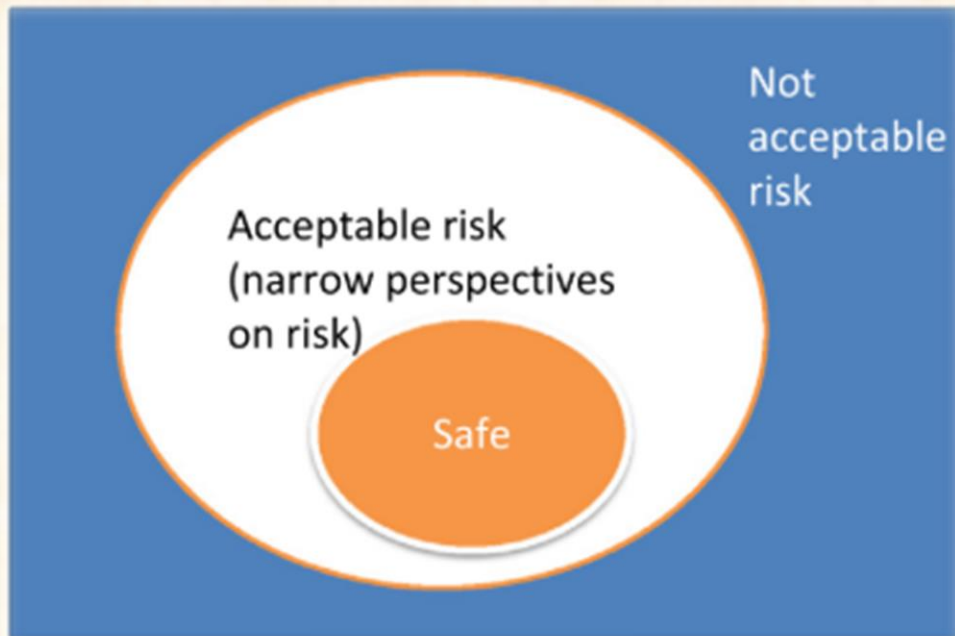 Not
acceptable
risk
Acceptable risk
(narrow perspectives
on risk)
Safe